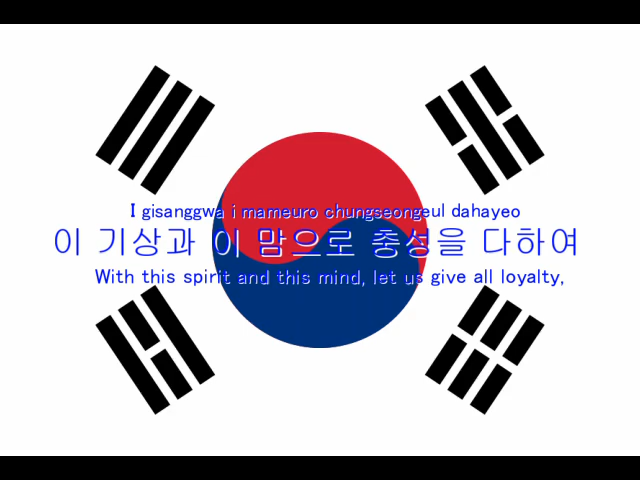 I gisanggwa i mameuro chungseongeul dahayeo
이 기상과 이 맘으로 충성을 다하여
With this spirit and this mind, let us give all loyalty,